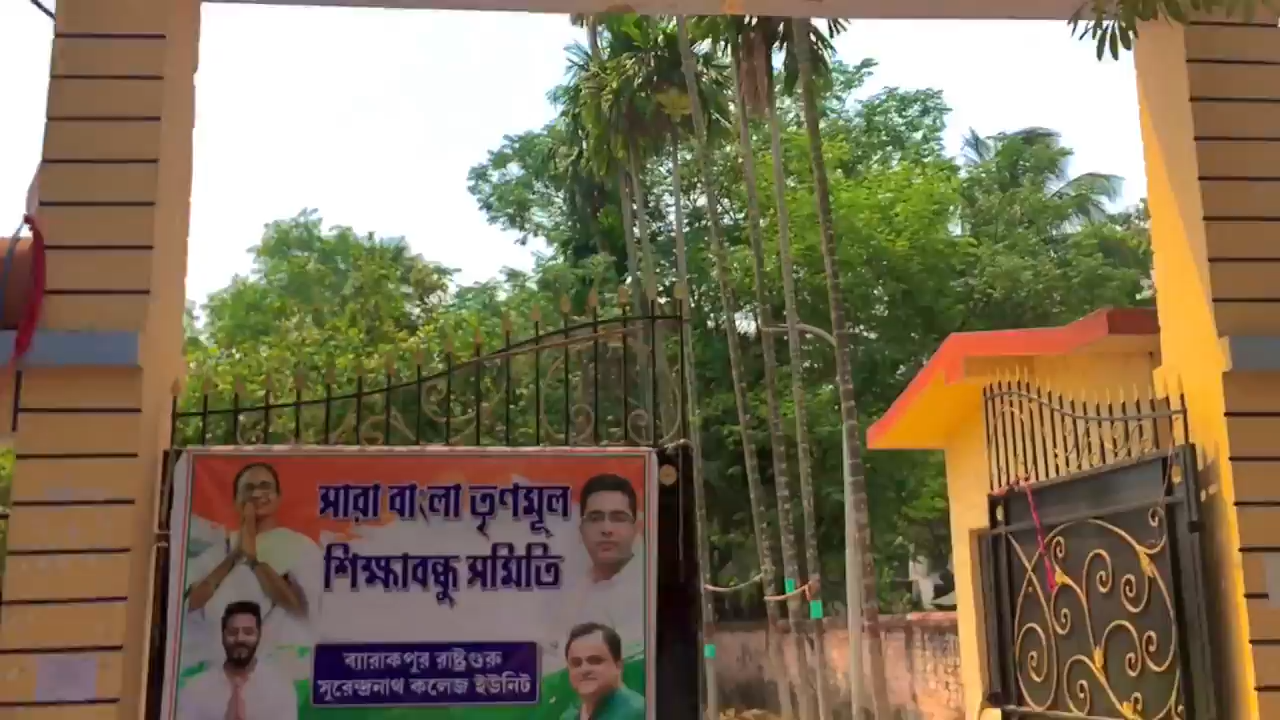 সারা বাংলা তৃণমূল
শিক্ষাবন্ধু সমিতি
ব্যারাকপুর রাষ্ট্রগুরু
সুরেন্দ্রনাথ কলেজ ইউনিট